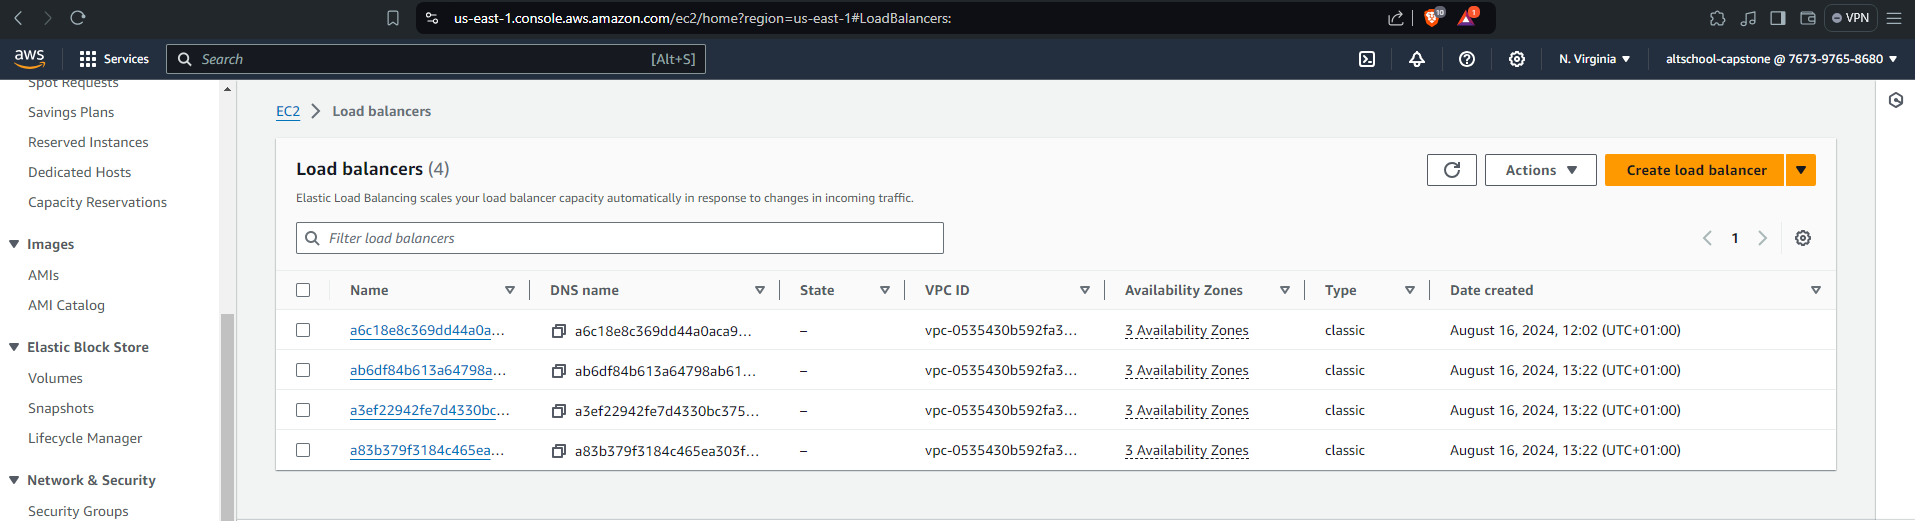 us-east-1.console.aws.amazon.com/ec2/home?region=us-east-1#LoadBalancers:
10
1
VPN
aws
Services
Search
[Alt+S]
N. Virginia
altschool-capstone @ 7673-9765-8680
Spot Requests
Savings Plans
Reserved Instances
Dedicated Hosts
Capacity Reservations
Images
AMIs
AMI Catalog
Elastic Block Store
Volumes
Snapshots
Lifecycle Manager
Network & Security
Security Groups
EC2
Load balancers
Load balancers (4)
Actions
Create load balancer
Elastic Load Balancing scales your load balancer capacity automatically in response to changes in incoming traffic.
Filter load balancers
1
Name DNS name State VPC ID Availability Zones Type Date created
a6c18e8c369dd44a0a... a6c18e8c369dd44a0aca9... – vpc-0535430b592fa3... 3 Availability Zones classic August 16, 2024, 12:02 (UTC+01:00)
ab6df84b613a64798a... ab6df84b613a64798ab61... – vpc-0535430b592fa3... 3 Availability Zones classic August 16, 2024, 13:22 (UTC+01:00)
a3ef22942fe7d4330bc... a3ef22942fe7d4330bc375... – vpc-0535430b592fa3... 3 Availability Zones classic August 16, 2024, 13:22 (UTC+01:00)
a83b379f3184c465ea... a83b379f3184c465ea303f... – vpc-0535430b592fa3... 3 Availability Zones classic August 16, 2024, 13:22 (UTC+01:00)